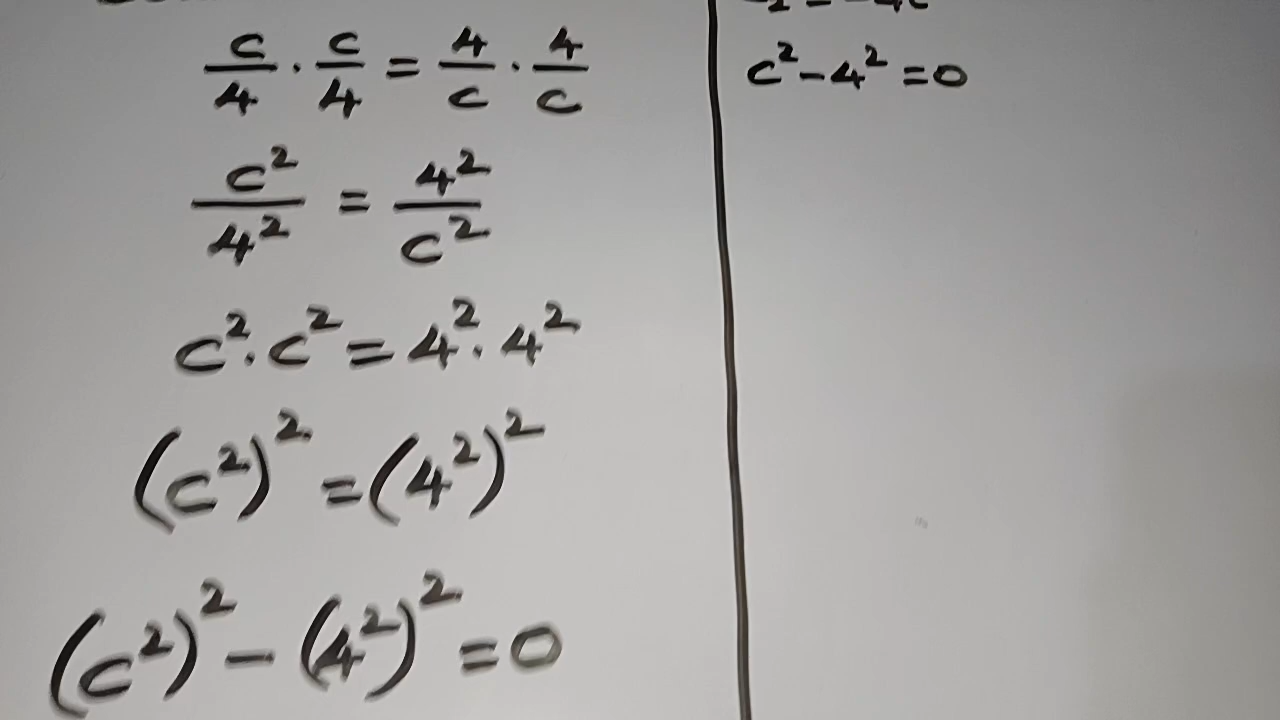 c/4 · c/4 = 4/c · 4/c
c²/4² = 4²/c²
c² · c² = 4² · 4²
(c²)² = (4²)²
(c²)² - (4²)² = 0
c² - 4² = 0